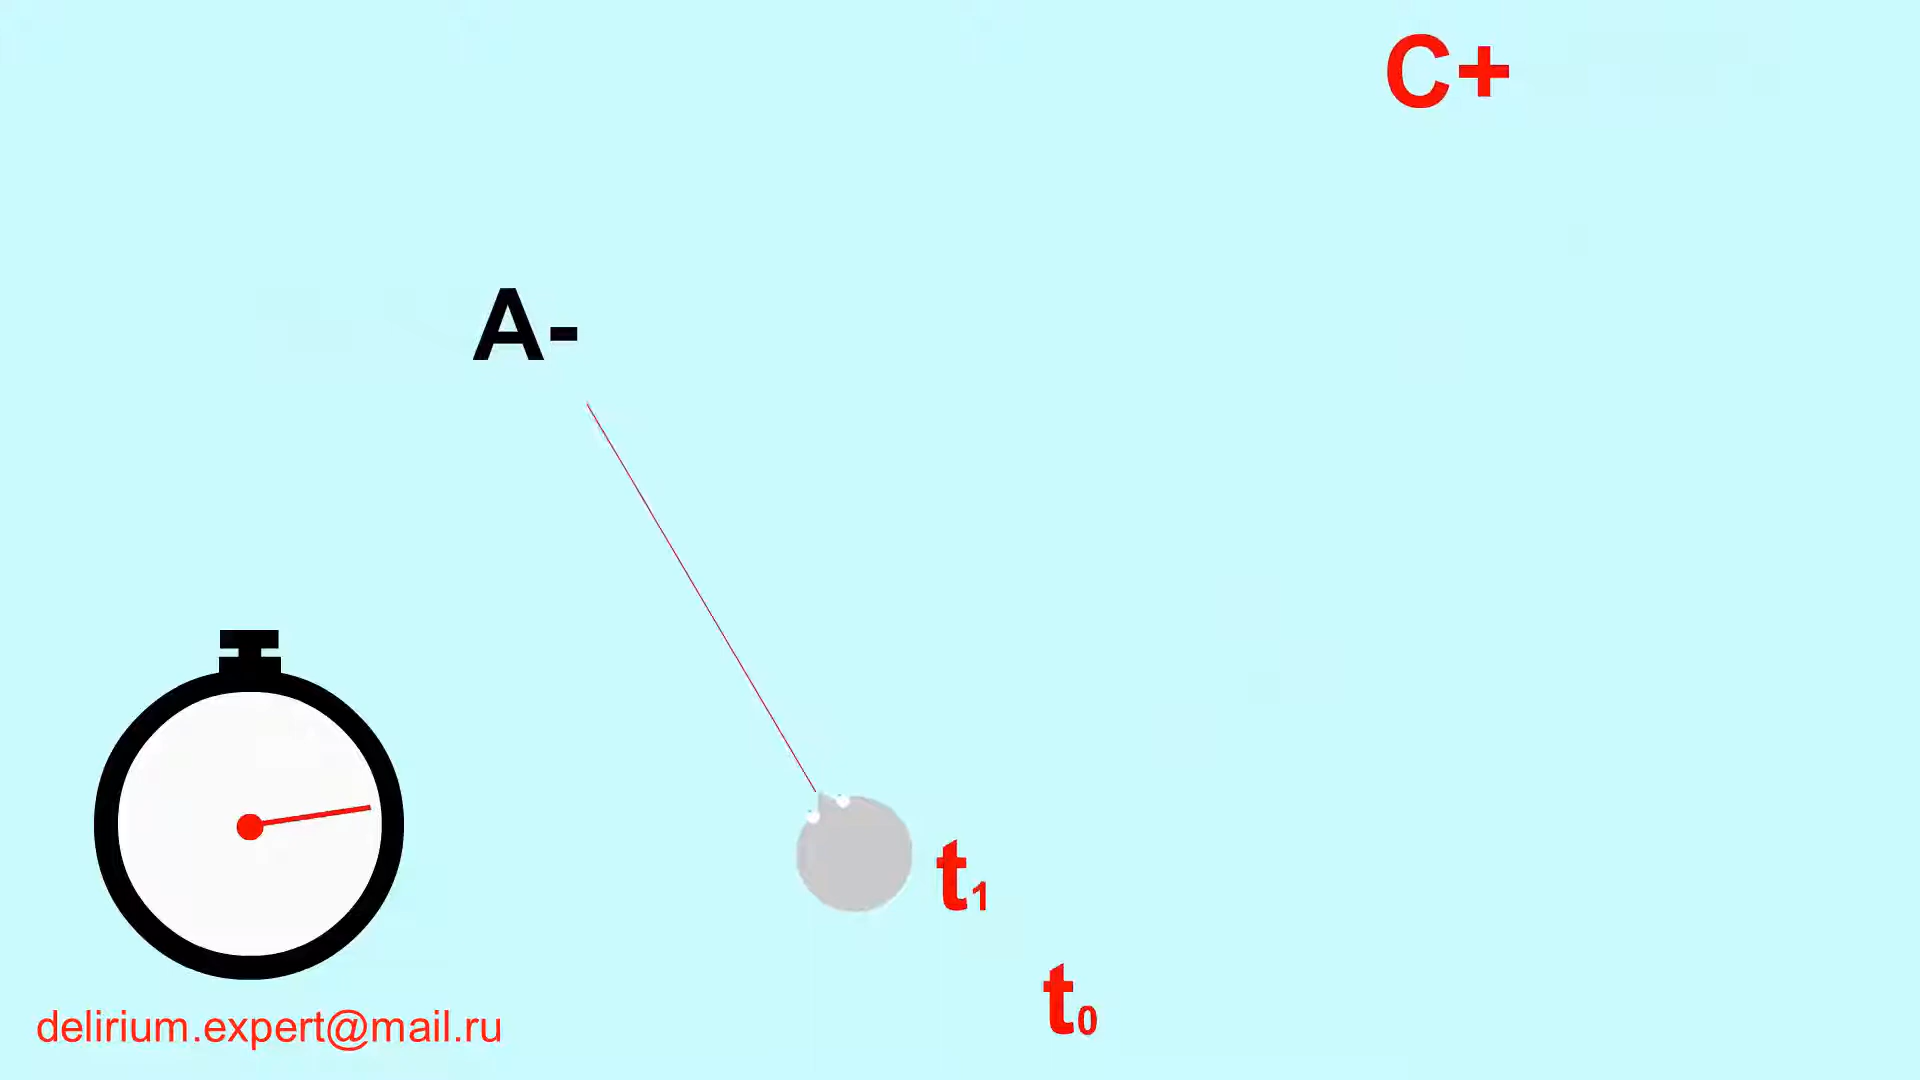 C+
A-
t₁
t₀
delirium.expert@mail.ru